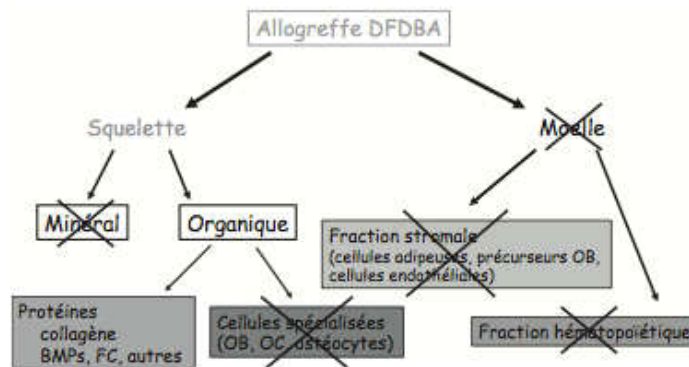 Allogreffe DFDBA
Squelette
Moelle
Minéral
Organique
Fraction stromale
(cellules adipeuses, précurseurs OB,
cellules endothéliales)
Protéines
collagène
BMPs, FC, autres
Cellules spécialisées
(OB, OC, ostéocytes)
Fraction hématopoïétique